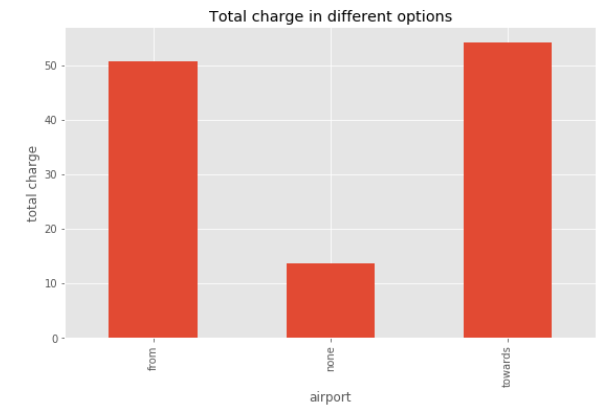 Total charge in different options
total charge
50
40
30
20
10
0
from
none
towards
airport